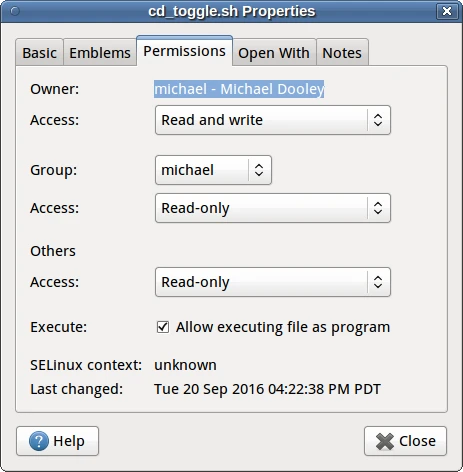 cd_toggle.sh Properties
Basic Emblems Permissions Open With Notes
Owner: michael - Michael Dooley
Access: Read and write
Group: michael
Access: Read-only
Others
Access: Read-only
Execute: Allow executing file as program
SELinux context: unknown
Last changed: Tue 20 Sep 2016 04:22:38 PM PDT
Help Close